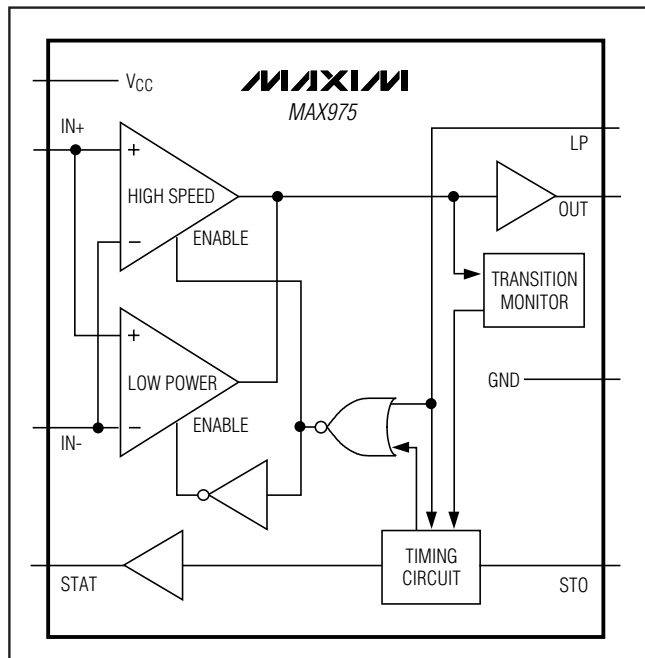 VCC
MAXIM
MAX975
IN+
LP
+
HIGH SPEED
OUT
−
ENABLE
TRANSITION
MONITOR
+
LOW POWER
GND
−
ENABLE
IN-
TIMING
CIRCUIT
STAT
STO